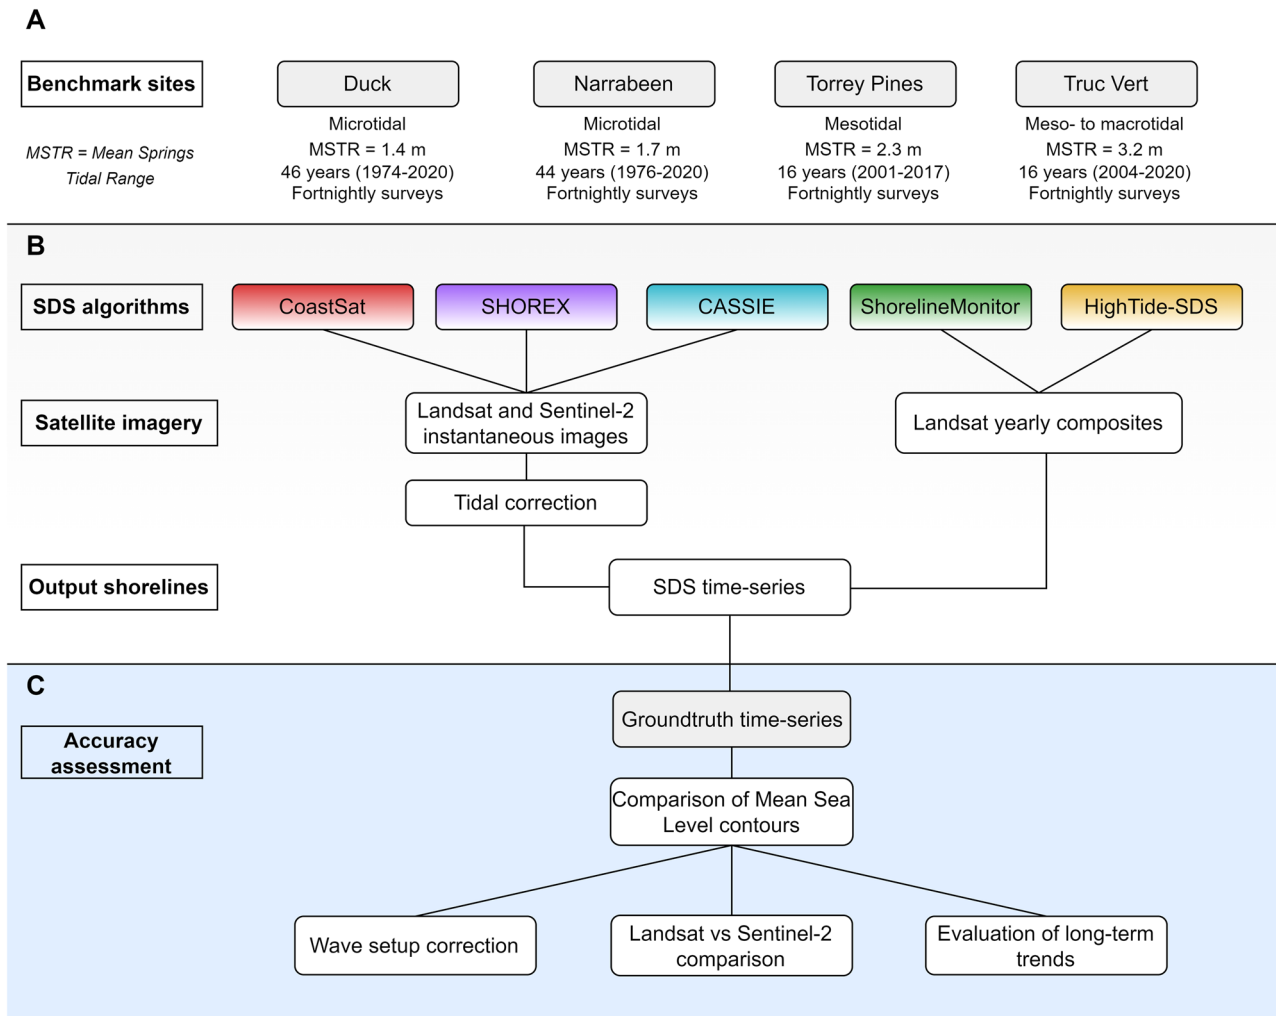 A
Benchmark sites
Duck
Narrabeen
Torrey Pines
Truc Vert
MSTR = Mean Springs
Tidal Range
Microtidal
MSTR = 1.4 m
46 years (1974-2020)
Fortnightly surveys
Microtidal
MSTR = 1.7 m
44 years (1976-2020)
Fortnightly surveys
Mesotidal
MSTR = 2.3 m
16 years (2001-2017)
Fortnightly surveys
Meso- to macrotidal
MSTR = 3.2 m
16 years (2004-2020)
Fortnightly surveys
B
SDS algorithms
CoastSat
SHOREX
CASSIE
ShorelineMonitor
HighTide-SDS
Satellite imagery
Landsat and Sentinel-2
instantaneous images
Landsat yearly composites
Tidal correction
Output shorelines
SDS time-series
C
Accuracy
assessment
Groundtruth time-series
Comparison of Mean Sea
Level contours
Wave setup correction
Landsat vs Sentinel-2
comparison
Evaluation of long-term
trends